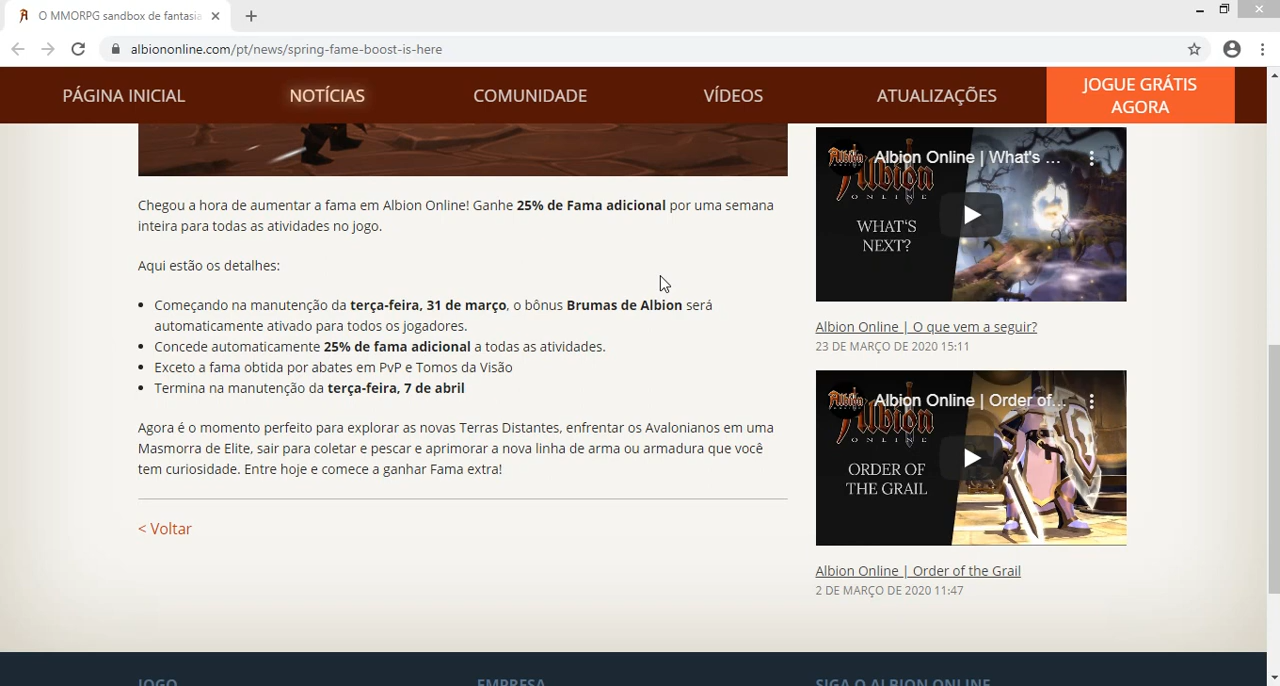 O MMORPG sandbox de fantasia
albiononline.com/pt/news/spring-fame-boost-is-here
PÁGINA INICIAL
NOTÍCIAS
COMUNIDADE
VÍDEOS
ATUALIZAÇÕES
JOGUE GRÁTIS
AGORA
Chegou a hora de aumentar a fama em Albion Online! Ganhe 25% de Fama adicional por uma semana
inteira para todas as atividades no jogo.
Aqui estão os detalhes:
Começando na manutenção da terça-feira, 31 de março, o bônus Brumas de Albion será
automaticamente ativado para todos os jogadores.
Concede automaticamente 25% de fama adicional a todas as atividades.
Exceto a fama obtida por abates em PvP e Tomos da Visão
Termina na manutenção da terça-feira, 7 de abril
Agora é o momento perfeito para explorar as novas Terras Distantes, enfrentar os Avalonianos em uma
Masmorra de Elite, sair para coletar e pescar e aprimorar a nova linha de arma ou armadura que você
tem curiosidade. Entre hoje e comece a ganhar Fama extra!
< Voltar
Albion Online | What's ...
Albion
ONLINE
WHAT'S
NEXT?
Albion Online | O que vem a seguir?
23 DE MARÇO DE 2020 15:11
Albion Online | Order of...
Albion
ONLINE
ORDER OF
THE GRAIL
Albion Online | Order of the Grail
2 DE MARÇO DE 2020 11:47
JOGO
EMPRESA
SIGA O ALBION ONLINE